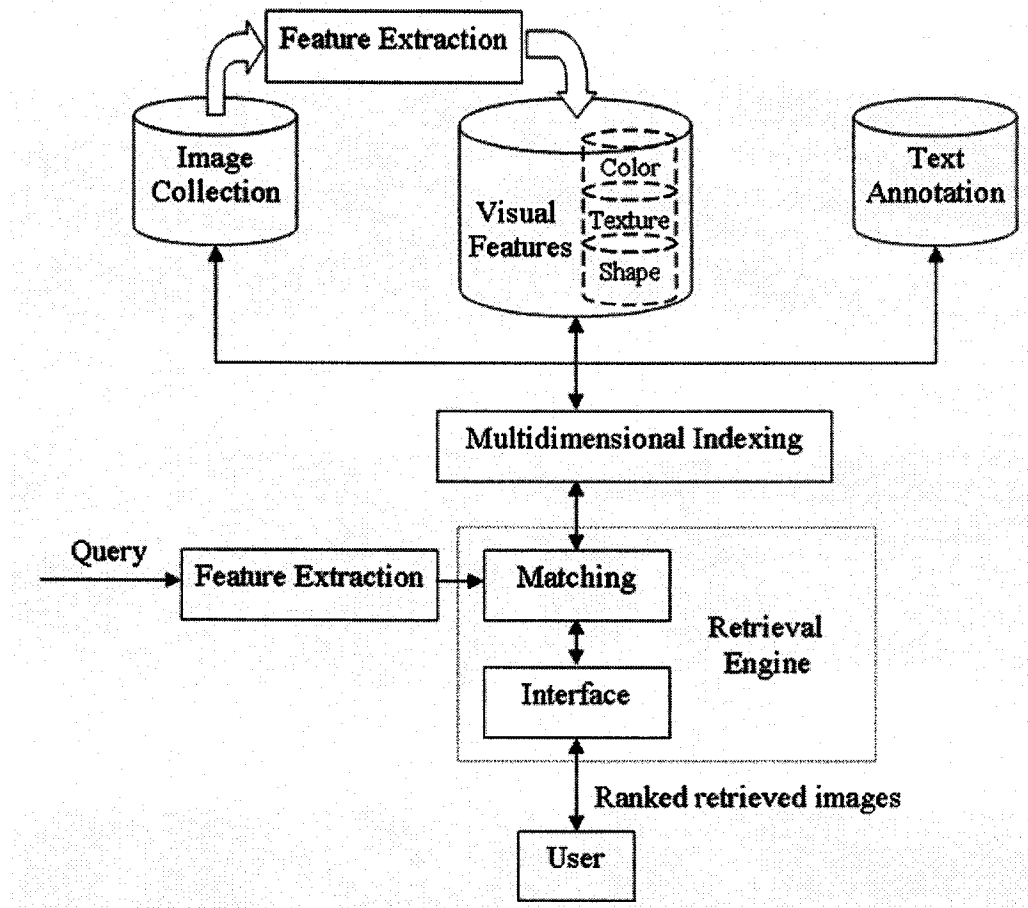 Feature Extraction
Image
Collection
Visual
Features
Color
Texture
Shape
Text
Annotation
Multidimensional Indexing
Query
Feature Extraction
Matching
Retrieval
Engine
Interface
Ranked retrieved images
User